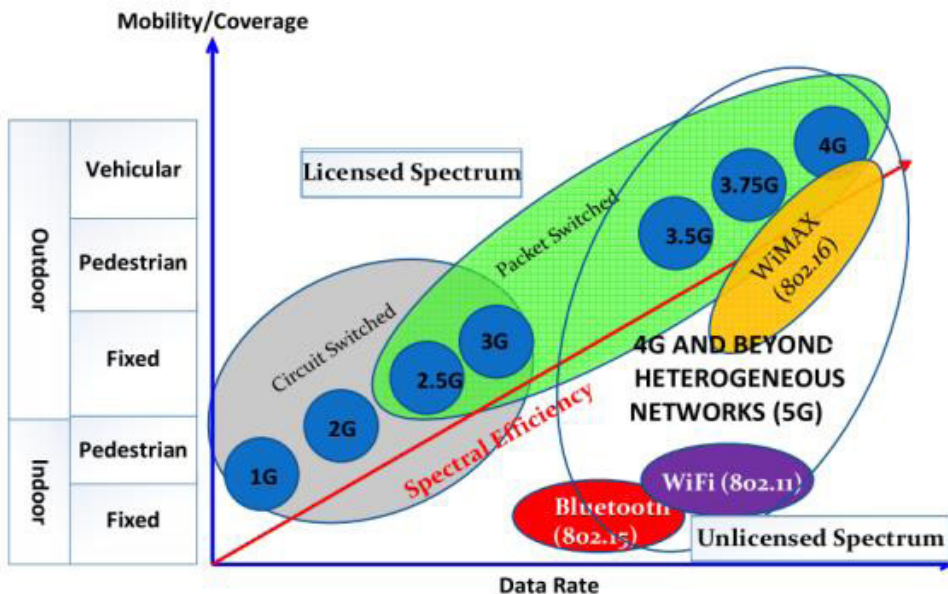 Mobility/Coverage
Outdoor
Vehicular
Pedestrian
Fixed
Indoor
Pedestrian
Fixed
Licensed Spectrum
Circuit Switched
Packet Switched
1G
2G
2.5G
3G
3.5G
3.75G
4G
WiMAX
(802.16)
Spectral Efficiency
4G AND BEYOND
HETEROGENEOUS
NETWORKS (5G)
WiFi (802.11)
Bluetooth
(802.15)
Unlicensed Spectrum
Data Rate